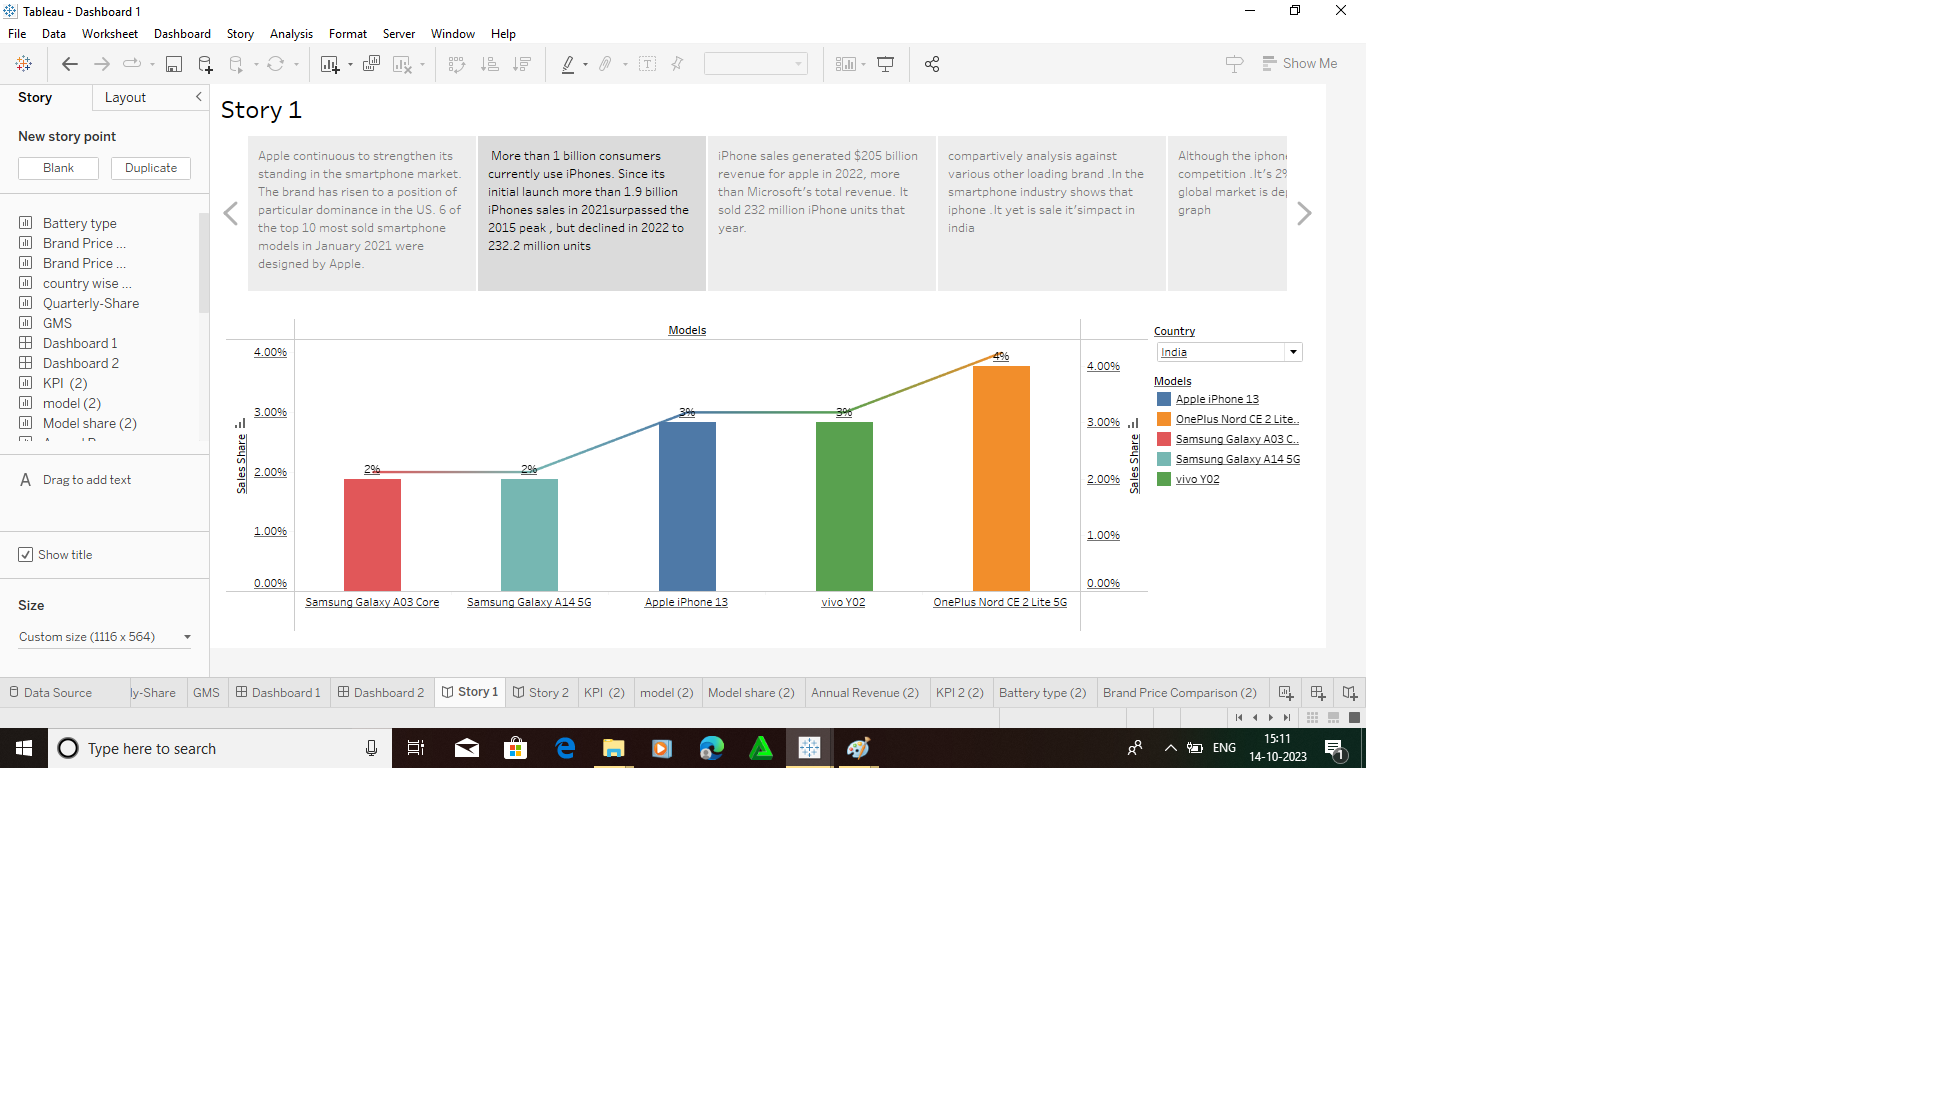 Tableau - Dashboard 1
File Data Worksheet Dashboard Story Analysis Format Server Window Help
Show Me
Story Layout
New story point
Blank Duplicate
Battery type
Brand Price ...
Brand Price ...
country wise ...
Quarterly-Share
GMS
Dashboard 1
Dashboard 2
KPI (2)
model (2)
Model share (2)
A Drag to add text
Show title
Size
Custom size (1116 x 564)
Story 1
Apple continuous to strengthen its
standing in the smartphone market.
The brand has risen to a position of
particular dominance in the US. 6 of
the top 10 most sold smartphone
models in January 2021 were
designed by Apple.
More than 1 billion consumers
currently use iPhones. Since its
initial launch more than 1.9 billion
iPhones sales in 2021surpassed the
2015 peak , but declined in 2022 to
232.2 million units
iPhone sales generated $205 billion
revenue for apple in 2022, more
than Microsoft's total revenue. It
sold 232 million iPhone units that
year.
compartively analysis against
various other loading brand .In the
smartphone industry shows that
iphone .It yet is sale it'simpact in
india
Although the iphon
competition .It's 2%
global market is de
graph
Models
4.00%
3.00%
2.00%
1.00%
0.00%
Sales Share
2% 2% 3% 3% 4%
Samsung Galaxy A03 Core Samsung Galaxy A14 5G Apple iPhone 13 vivo Y02 OnePlus Nord CE 2 Lite 5G
4.00%
3.00%
2.00%
1.00%
0.00%
Sales Share
Country
India
Models
Apple iPhone 13
OnePlus Nord CE 2 Lite..
Samsung Galaxy A03 C..
Samsung Galaxy A14 5G
vivo Y02
Data Source ly-Share GMS Dashboard 1 Dashboard 2 Story 1 Story 2 KPI (2) model (2) Model share (2) Annual Revenue (2) KPI 2 (2) Battery type (2) Brand Price Comparison (2)
Type here to search
ENG
15:11
14-10-2023
1